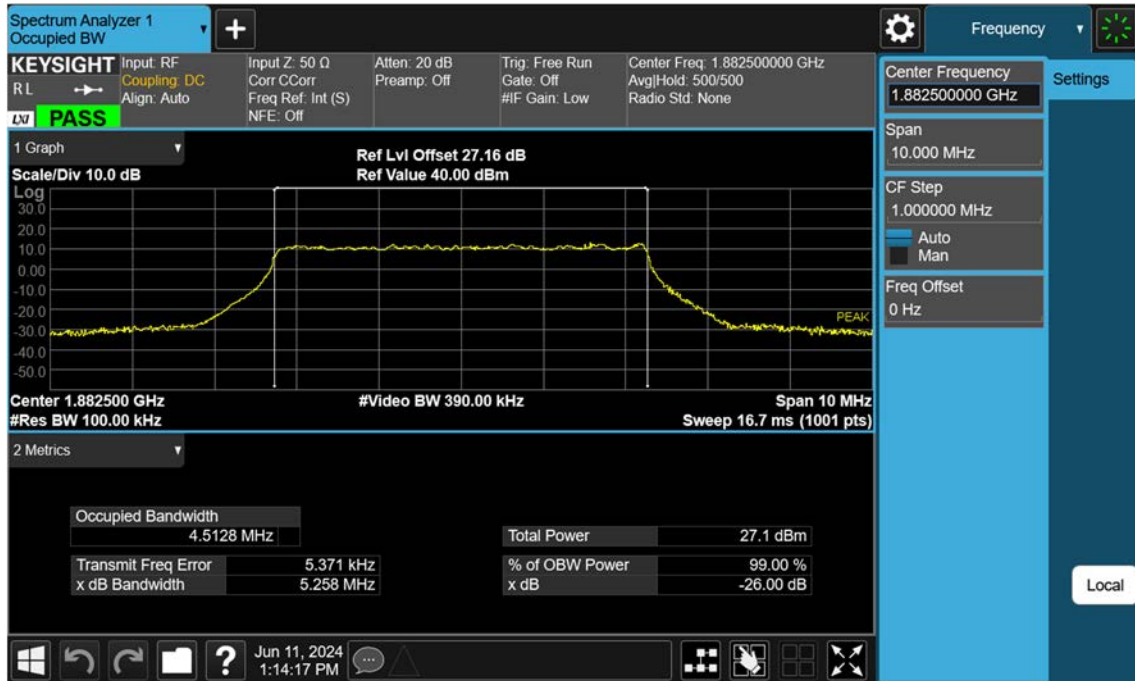 Spectrum Analyzer 1
Occupied BW
+
Frequency
KEYSIGHT
R L
LXI
PASS
Input: RF
Coupling: DC
Align: Auto
Input Z: 50 Ω
Corr CCorr
Freq Ref: Int (S)
NFE: Off
Atten: 20 dB
Preamp: Off
Trig: Free Run
Gate: Off
#IF Gain: Low
Center Freq: 1.882500000 GHz
Avg|Hold: 500/500
Radio Std: None
Center Frequency
1.882500000 GHz
Settings
Span
10.000 MHz
CF Step
1.000000 MHz
Auto
Man
Freq Offset
0 Hz
Local
1 Graph
Scale/Div 10.0 dB
Ref Lvl Offset 27.16 dB
Ref Value 40.00 dBm
Log
30.0
20.0
10.0
0.00
-10.0
-20.0
-30.0
-40.0
-50.0
PEAK
Center 1.882500 GHz
#Video BW 390.00 kHz
Span 10 MHz
#Res BW 100.00 kHz
Sweep 16.7 ms (1001 pts)
2 Metrics
Occupied Bandwidth
4.5128 MHz
Total Power 27.1 dBm
Transmit Freq Error 5.371 kHz
% of OBW Power 99.00 %
x dB Bandwidth 5.258 MHz
x dB -26.00 dB
?
Jun 11, 2024
1:14:17 PM